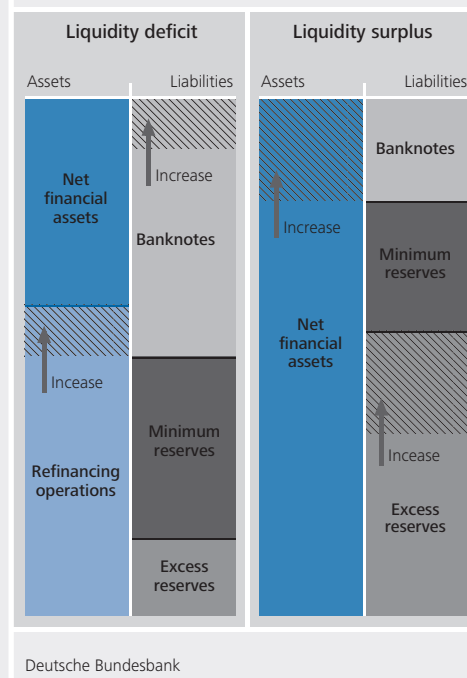 Liquidity deficit
Assets Liabilities
Net
financial
assets
Increase
Banknotes
Incease
Refinancing
operations
Minimum
reserves
Excess
reserves
Liquidity surplus
Assets Liabilities
Banknotes
Increase
Minimum
reserves
Net
financial
assets
Incease
Excess
reserves
Deutsche Bundesbank